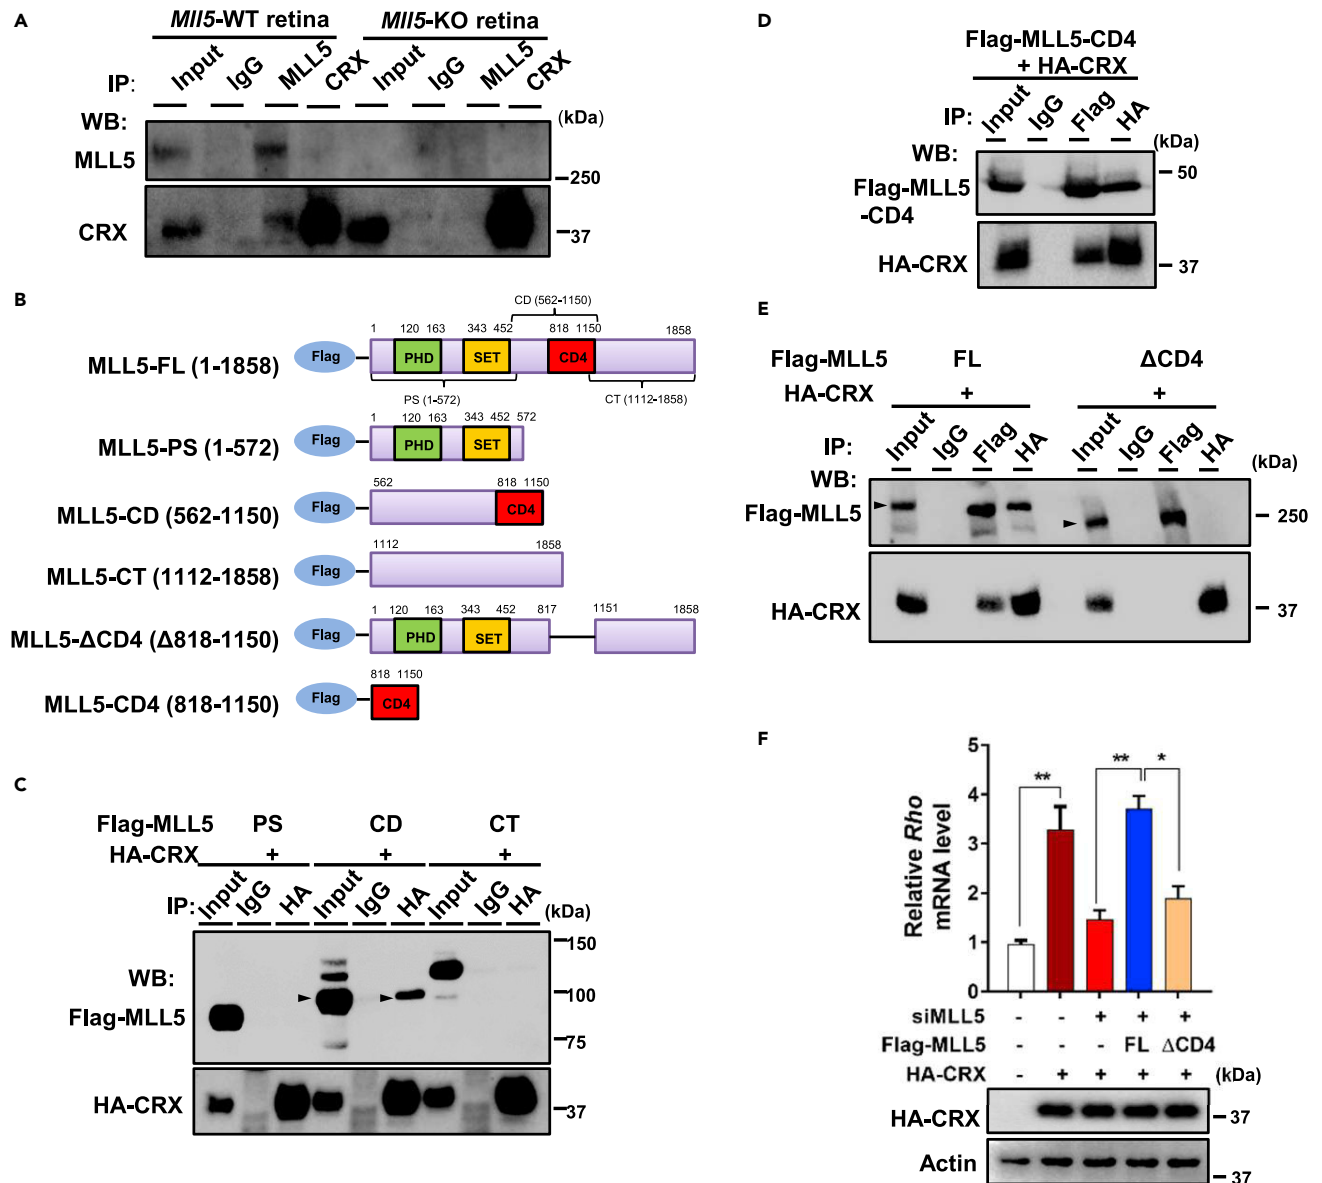 A
Mll5-WT retina Mll5-KO retina
IP: Input IgG MLL5 CRX Input IgG MLL5 CRX
WB: (kDa)
MLL5
250
CRX
37
B
CD (562-1150)
1 120 163 343 452 818 1150 1858
MLL5-FL (1-1858) Flag PHD SET CD4
PS (1-572) CT (1112-1858)
1 120 163 343 452 572
MLL5-PS (1-572) Flag PHD SET
562 818 1150
MLL5-CD (562-1150) Flag CD4
1112 1858
MLL5-CT (1112-1858) Flag
1 120 163 343 452 817 1151 1858
MLL5-ΔCD4 (Δ818-1150) Flag PHD SET
818 1150
MLL5-CD4 (818-1150) Flag CD4
C
Flag-MLL5 PS CD CT
HA-CRX + + +
IP: Input IgG HA Input IgG HA Input IgG HA (kDa)
150
WB:
100
Flag-MLL5
75
HA-CRX
37
D
Flag-MLL5-CD4
+ HA-CRX
IP: Input IgG Flag HA
(kDa)
WB:
50
Flag-MLL5
-CD4
HA-CRX
37
E
Flag-MLL5 FL ΔCD4
HA-CRX + +
IP: Input IgG Flag HA Input IgG Flag HA
(kDa)
WB:
Flag-MLL5 250
HA-CRX 37
F
Relative Rho
mRNA level
5
4
3
2
1
0
** ** *
siMLL5 - - + + +
Flag-MLL5 - - - FL ΔCD4
HA-CRX - + + + + (kDa)
HA-CRX 37
Actin
37